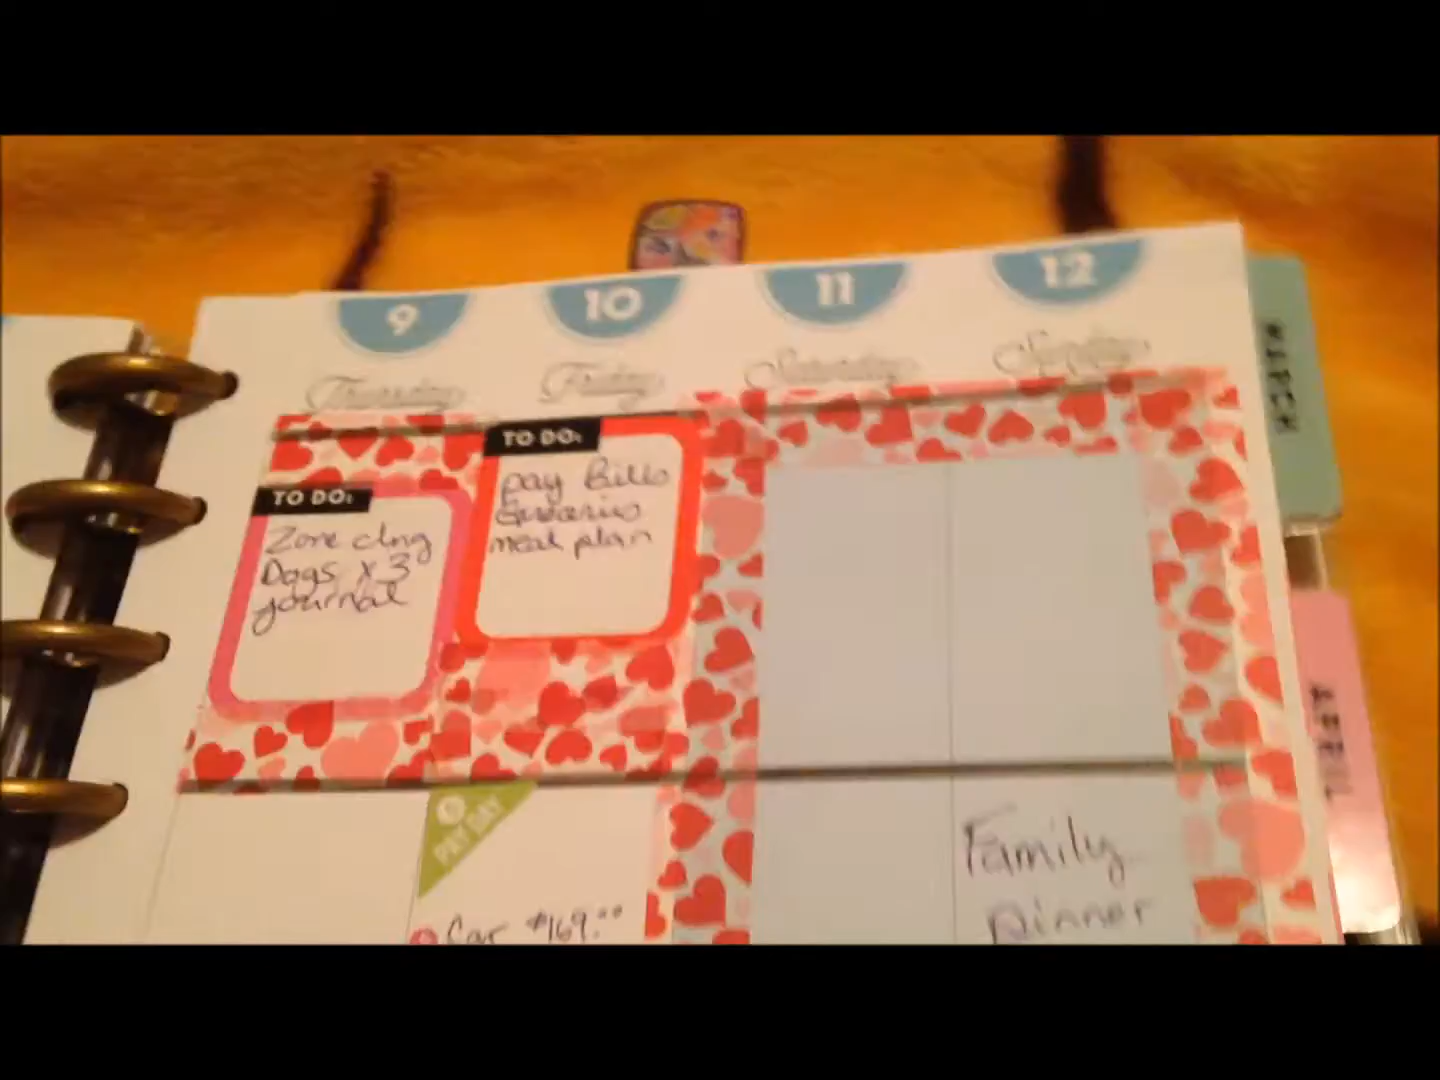 9
10
11
12
Thursday
Friday
Saturday
Sunday
TO DO:
Zone clng
Dogs x 3
journal
TO DO:
pay Bills
Groceries
meal plan
PAY DAY
Car $169.00
Family
Dinner
MARCH
APRIL